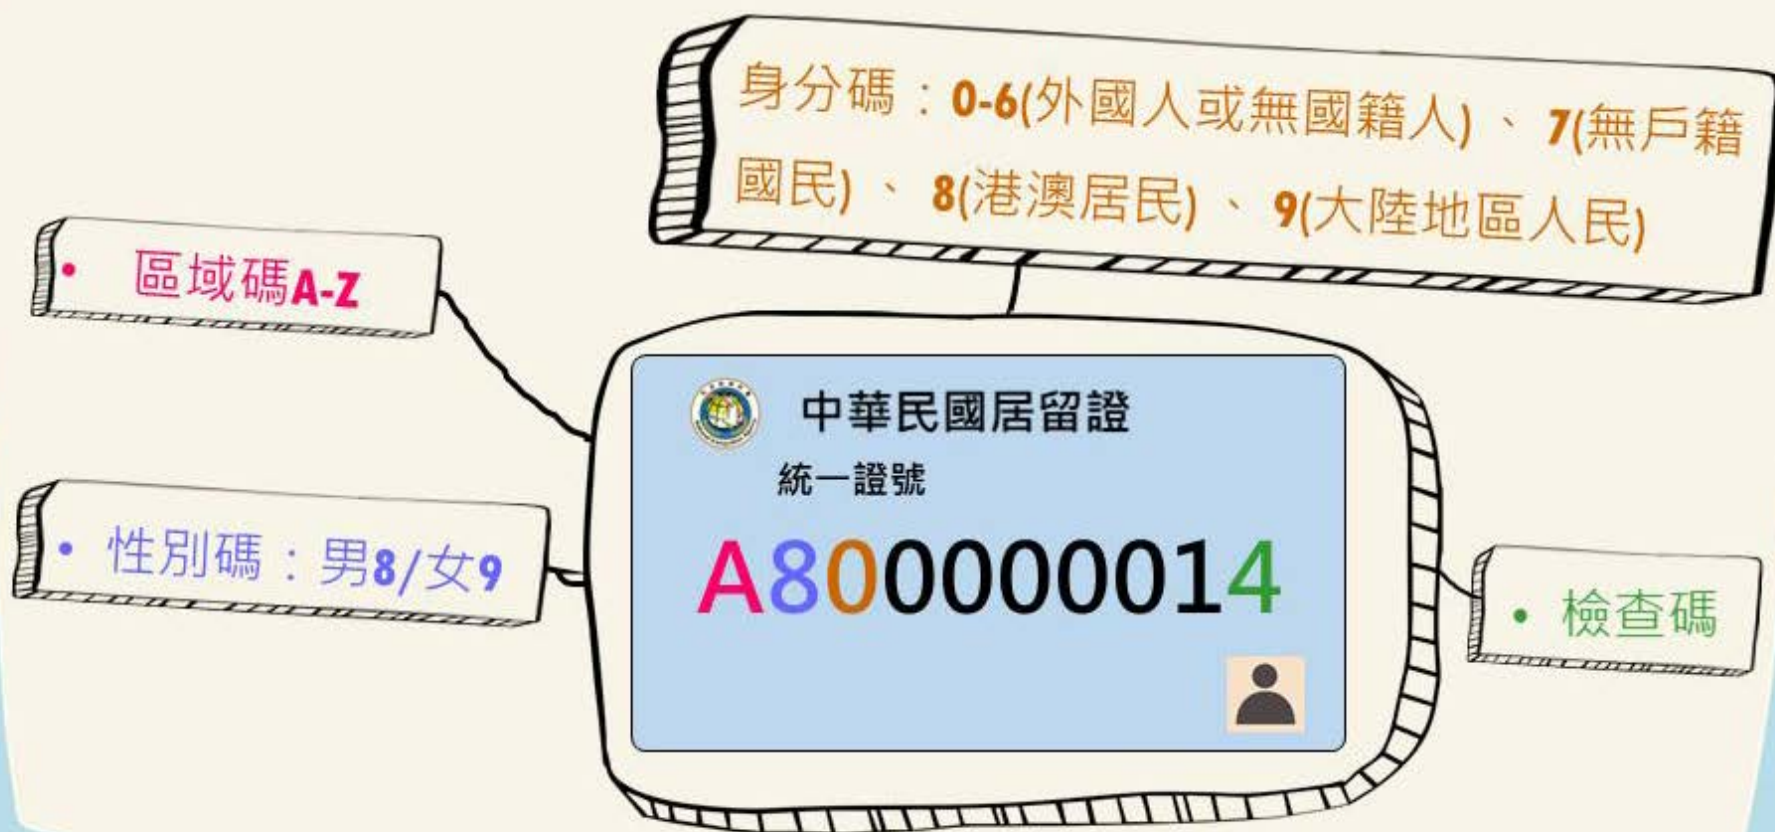 身分碼：0-6(外國人或無國籍人)、7(無戶籍
國民)、8(港澳居民)、9(大陸地區人民)
• 區域碼A-Z
• 性別碼：男8/女9
中華民國居留證
統一證號
A800000014
• 檢查碼